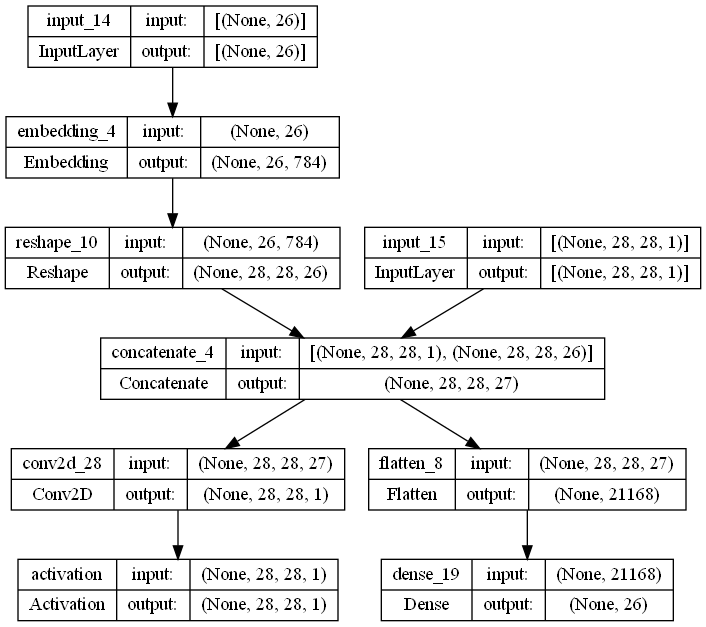 input_14 input: [(None, 26)]
InputLayer output: [(None, 26)]
embedding_4 input: (None, 26)
Embedding output: (None, 26, 784)
reshape_10 input: (None, 26, 784)
Reshape output: (None, 28, 28, 26)
input_15 input: [(None, 28, 28, 1)]
InputLayer output: [(None, 28, 28, 1)]
concatenate_4 input: [(None, 28, 28, 1), (None, 28, 28, 26)]
Concatenate output: (None, 28, 28, 27)
conv2d_28 input: (None, 28, 28, 27)
Conv2D output: (None, 28, 28, 1)
flatten_8 input: (None, 28, 28, 27)
Flatten output: (None, 21168)
activation input: (None, 28, 28, 1)
Activation output: (None, 28, 28, 1)
dense_19 input: (None, 21168)
Dense output: (None, 26)